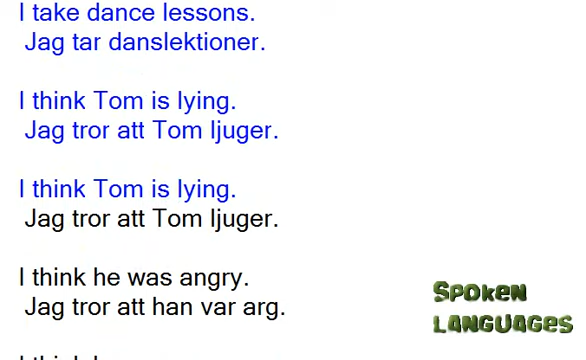 I take dance lessons.
Jag tar danslektioner.
I think Tom is lying.
Jag tror att Tom ljuger.
I think Tom is lying.
Jag tror att Tom ljuger.
I think he was angry.
Jag tror att han var arg.
SPOKEN
LANGUAGES